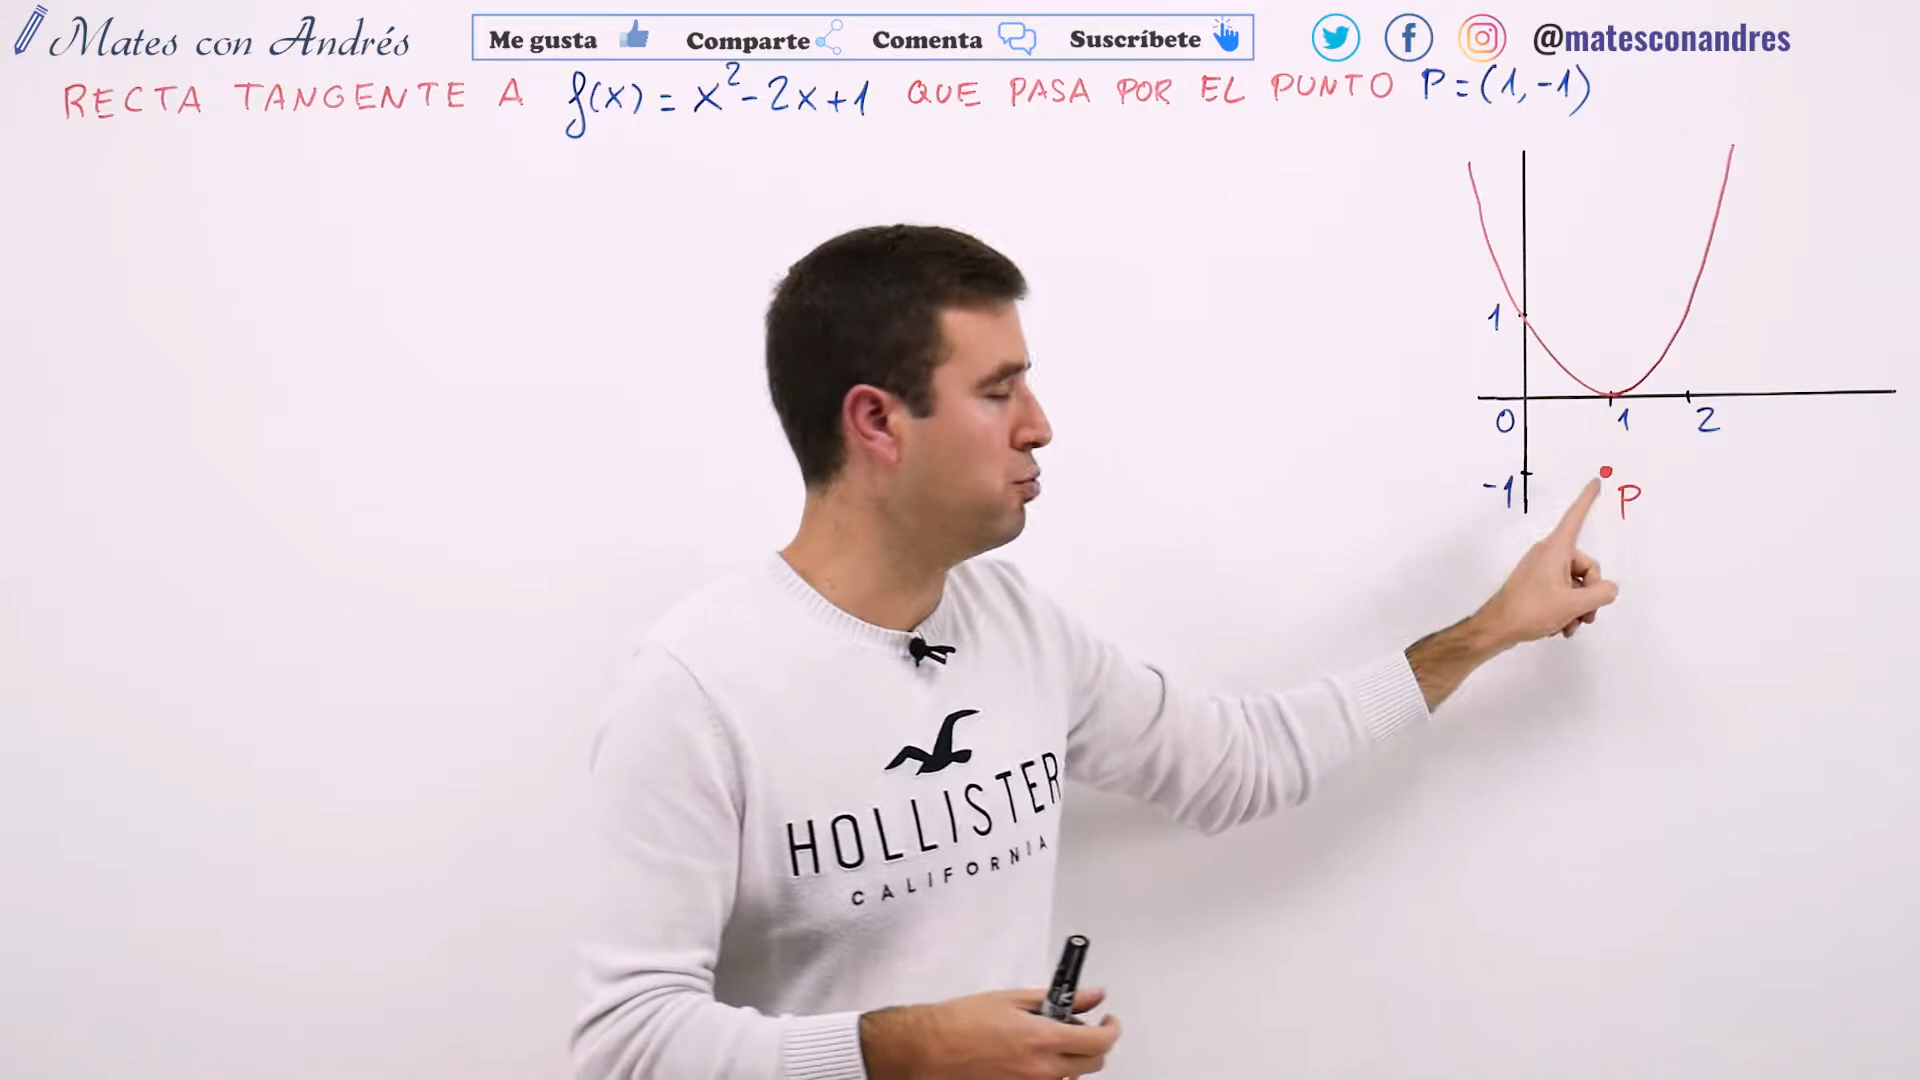 Mates con Andrés
Me gusta Comparte Comenta Suscríbete
@matesconandres
RECTA TANGENTE A f(x) = x²-2x+1 QUE PASA POR EL PUNTO P=(1,-1)
1
0 1 2
-1
P
HOLLISTER
CALIFORNIA